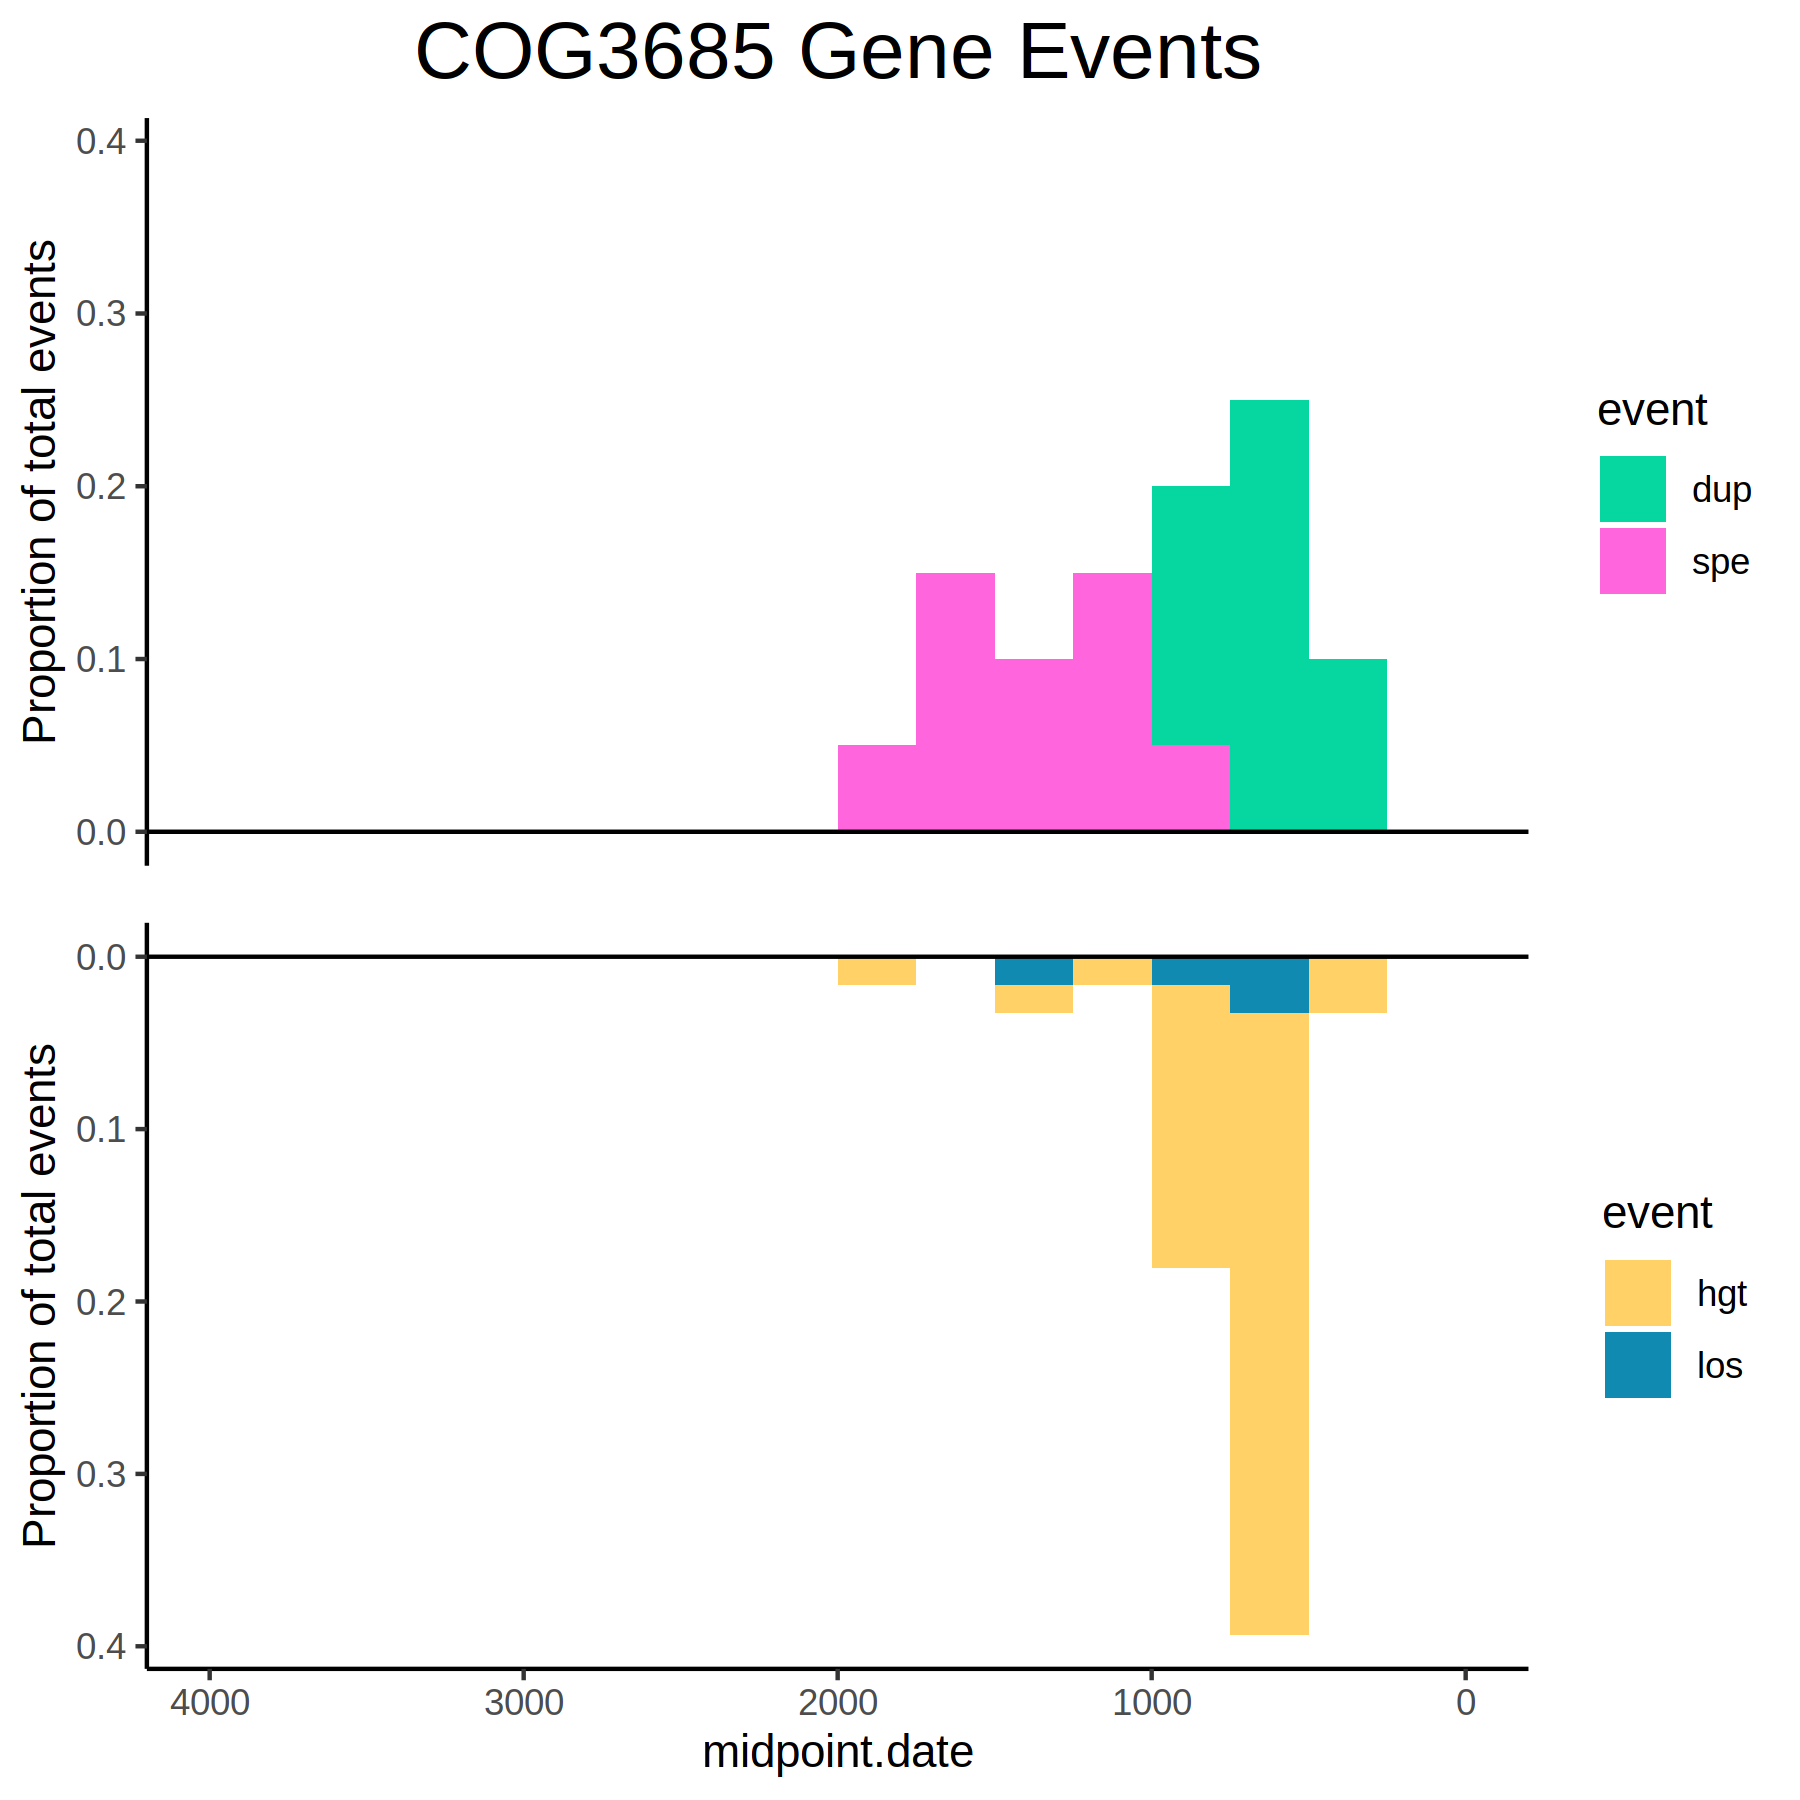 COG3685 Gene Events
Proportion of total events
0.4
0.3
0.2
0.1
0.0
event
dup
spe
Proportion of total events
0.0
0.1
0.2
0.3
0.4
event
hgt
los
4000 3000 2000 1000 0
midpoint.date